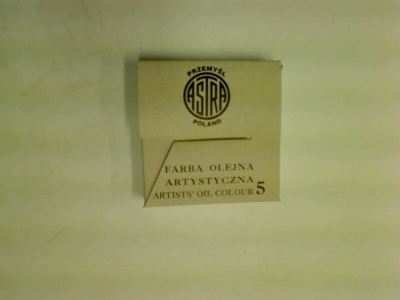 PRZEMYŚL
ASTRA
POLAND
FARBA OLEJNA
ARTYSTYCZNA
ARTISTS' OIL COLOUR 5